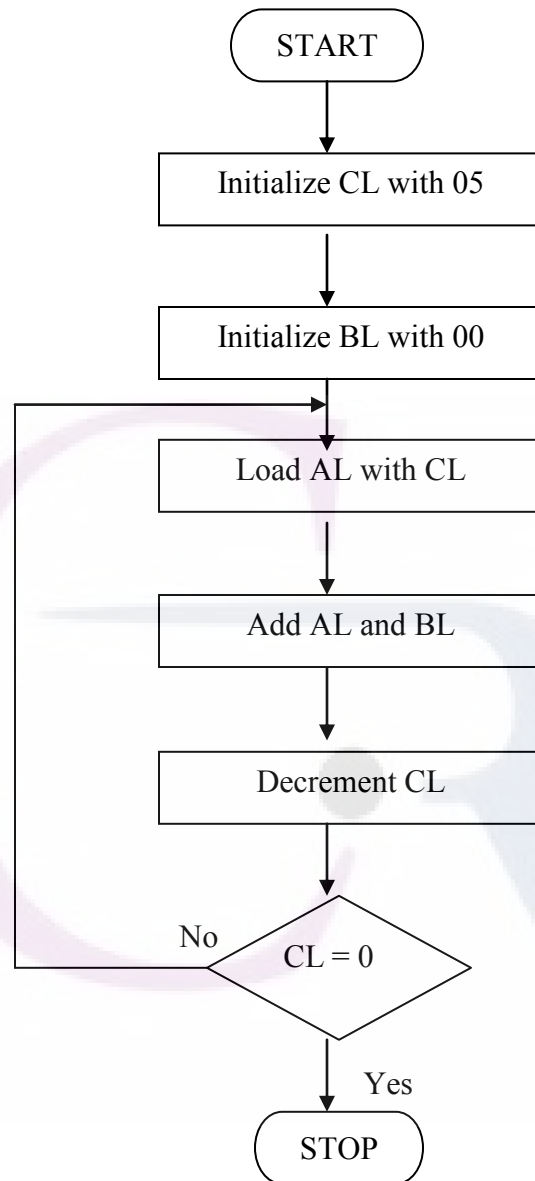 START
Initialize CL with 05
Initialize BL with 00
Load AL with CL
Add AL and BL
Decrement CL
No
CL = 0
Yes
STOP